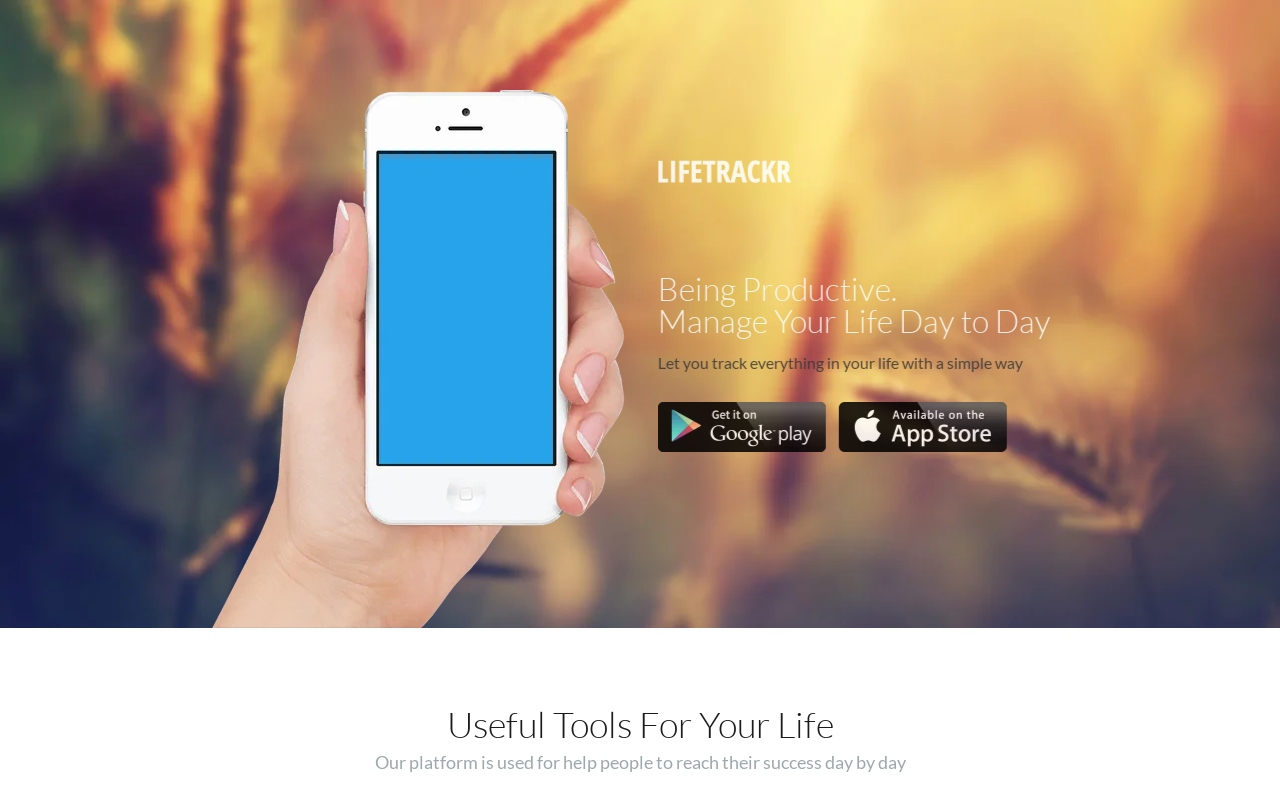 LIFETRACKR
Being Productive.
Manage Your Life Day to Day
Let you track everything in your life with a simple way
Get it on
Google play
Available on the
App Store
Useful Tools For Your Life
Our platform is used for help people to reach their success day by day